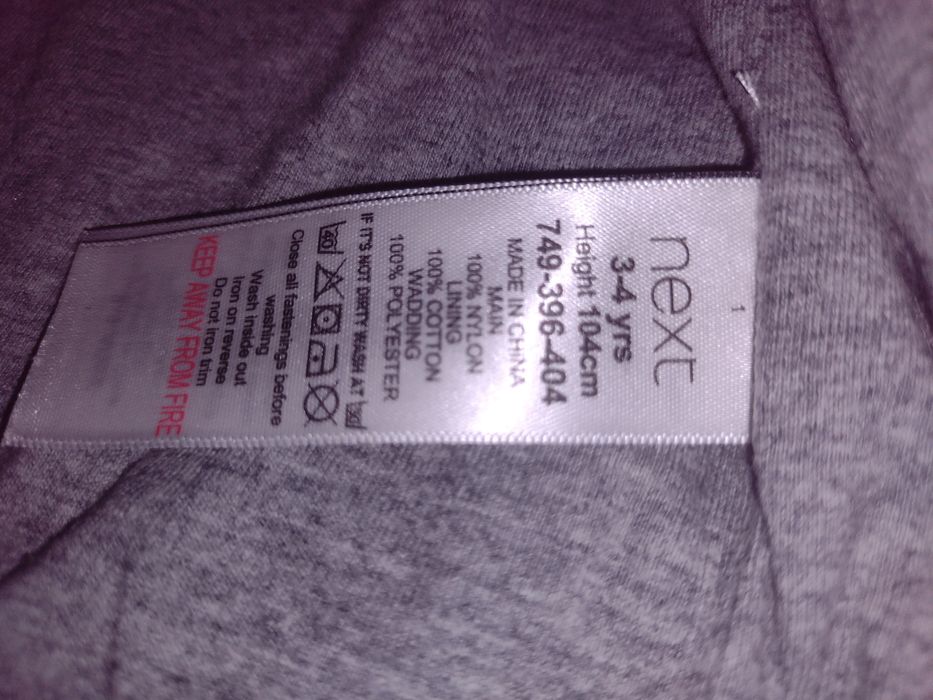 1
next
3-4 yrs
Height 104cm
749-396-404
MADE IN CHINA
MAIN
100% NYLON
LINING
100% COTTON
WADDING
100% POLYESTER
IF IT'S NOT DIRTY WASH AT 30
40
Close all fastenings before
washing
Wash inside out
Iron on reverse
Do not iron trim
KEEP AWAY FROM FIRE